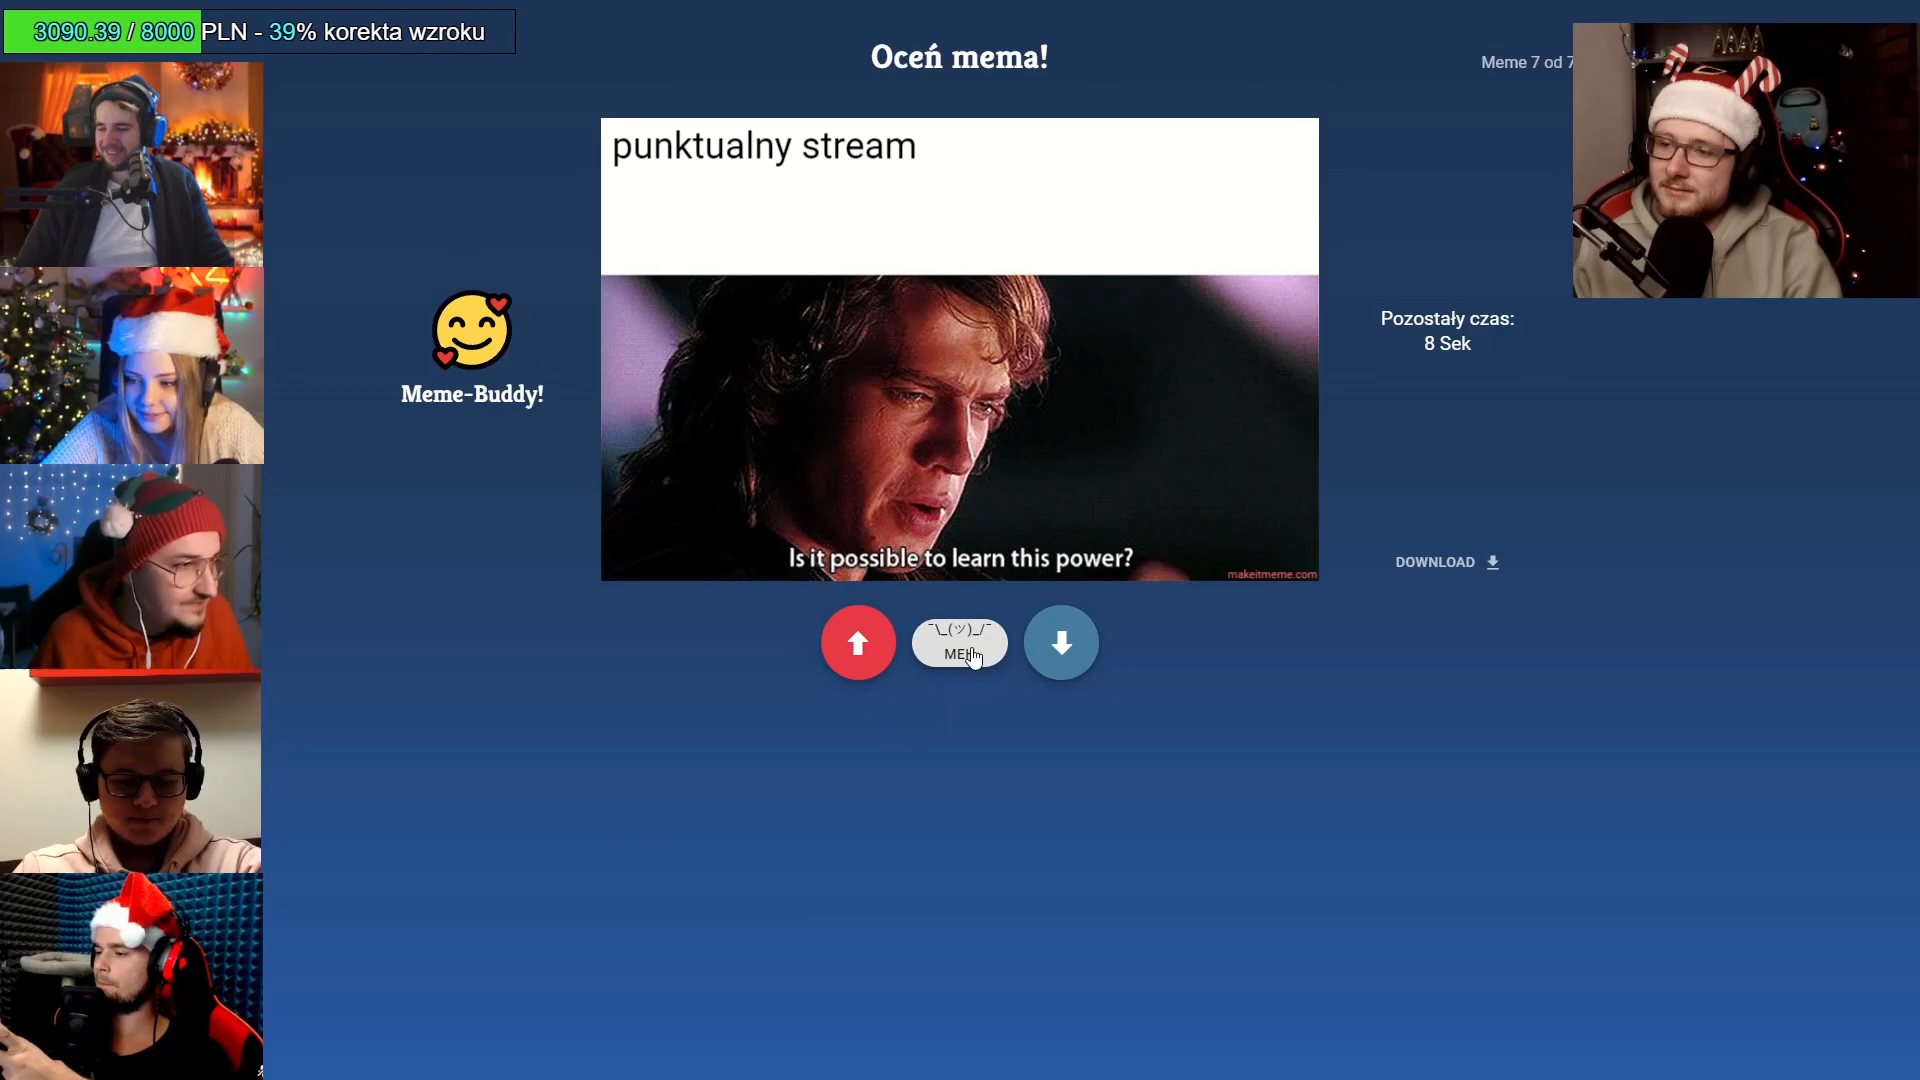 3090.39 / 8000 PLN - 39% korekta wzroku
Oceń mema!
Meme 7 od 7
punktualny stream
Meme-Buddy!
Pozostały czas:
8 Sek
Is it possible to learn this power?
makeitmeme.com
DOWNLOAD
¯\_(ツ)_/¯
MEH